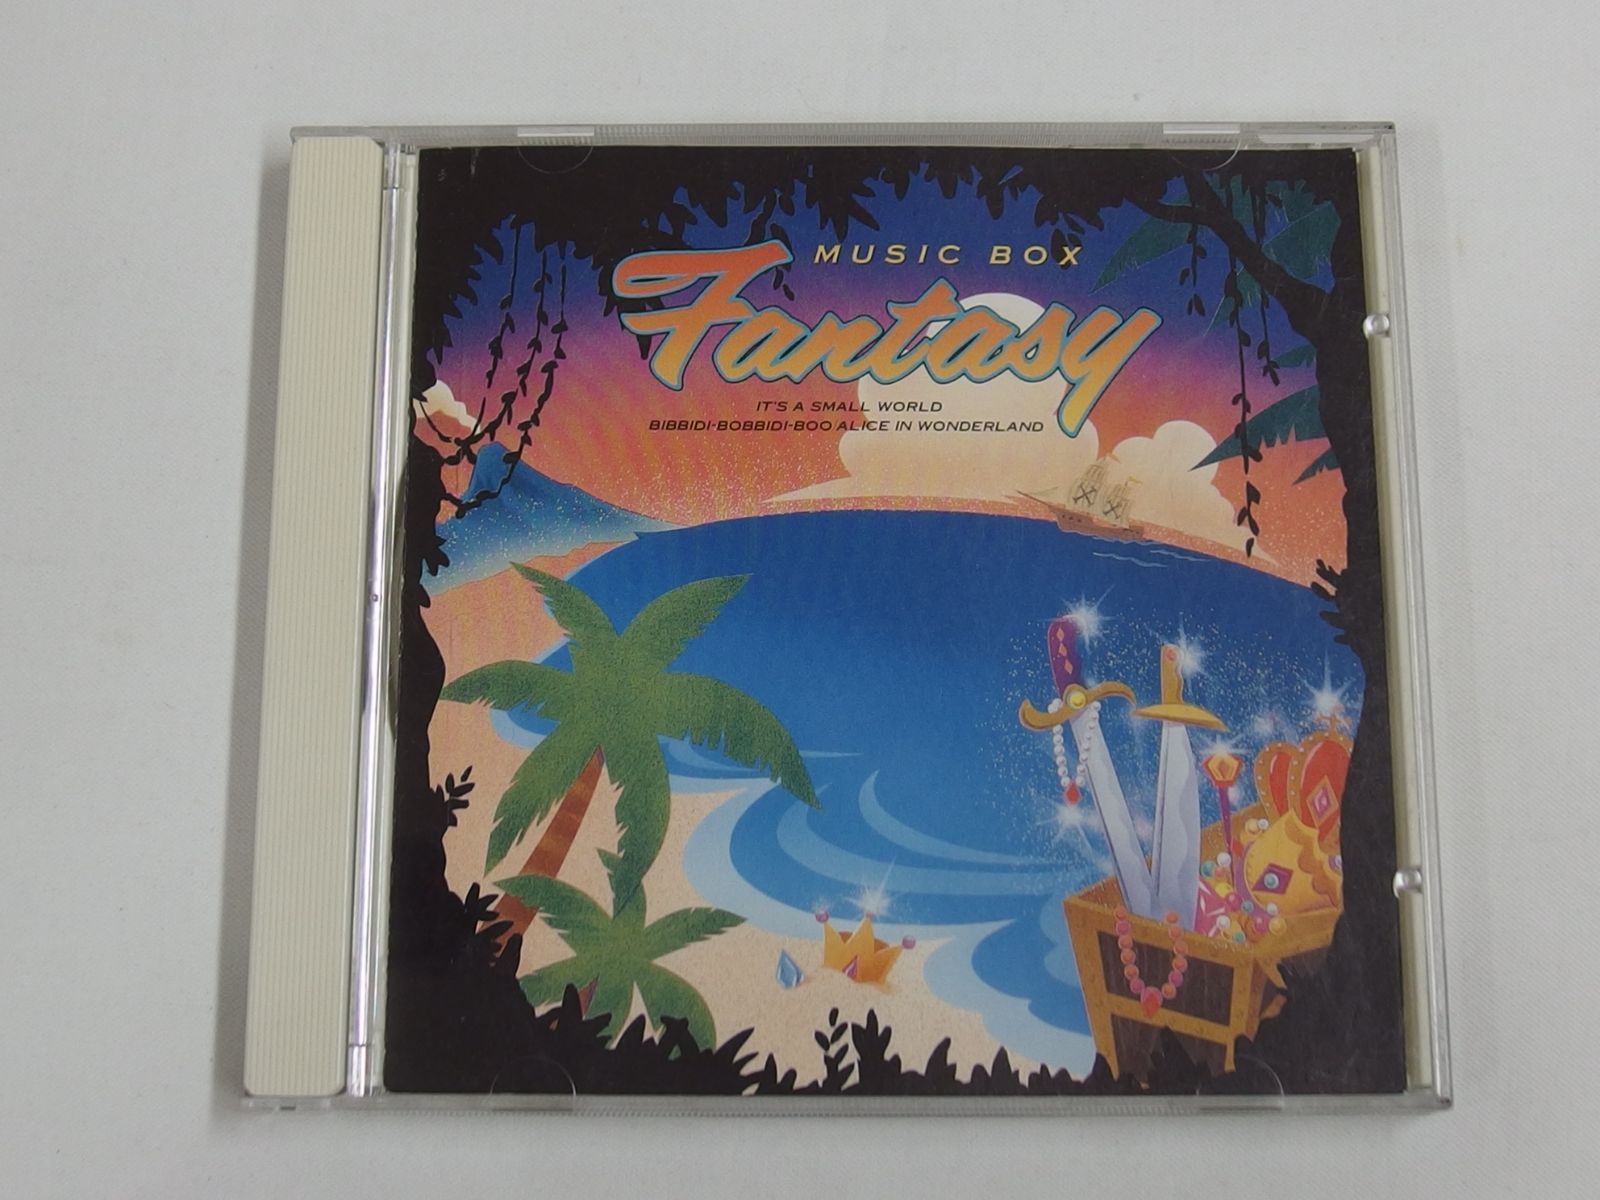 MUSIC BOX
Fantasy
IT'S A SMALL WORLD
BIBBIDI-BOBBIDI-BOO/ALICE IN WONDERLAND